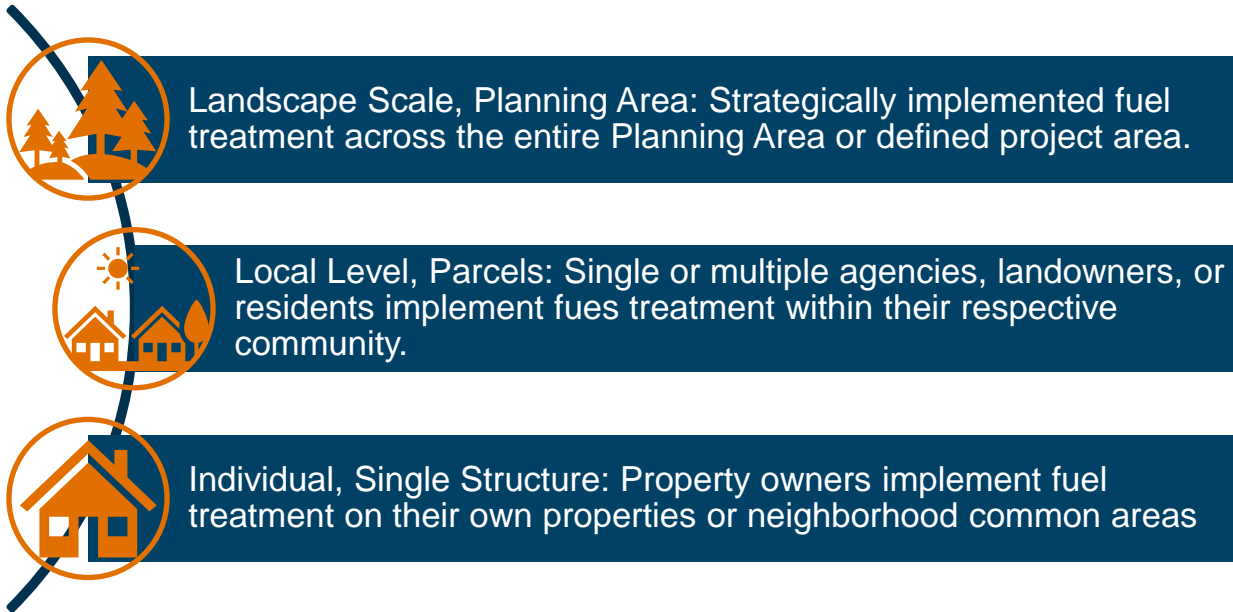 Landscape Scale, Planning Area: Strategically implemented fuel
treatment across the entire Planning Area or defined project area.
Local Level, Parcels: Single or multiple agencies, landowners, or
residents implement fues treatment within their respective
community.
Individual, Single Structure: Property owners implement fuel
treatment on their own properties or neighborhood common areas